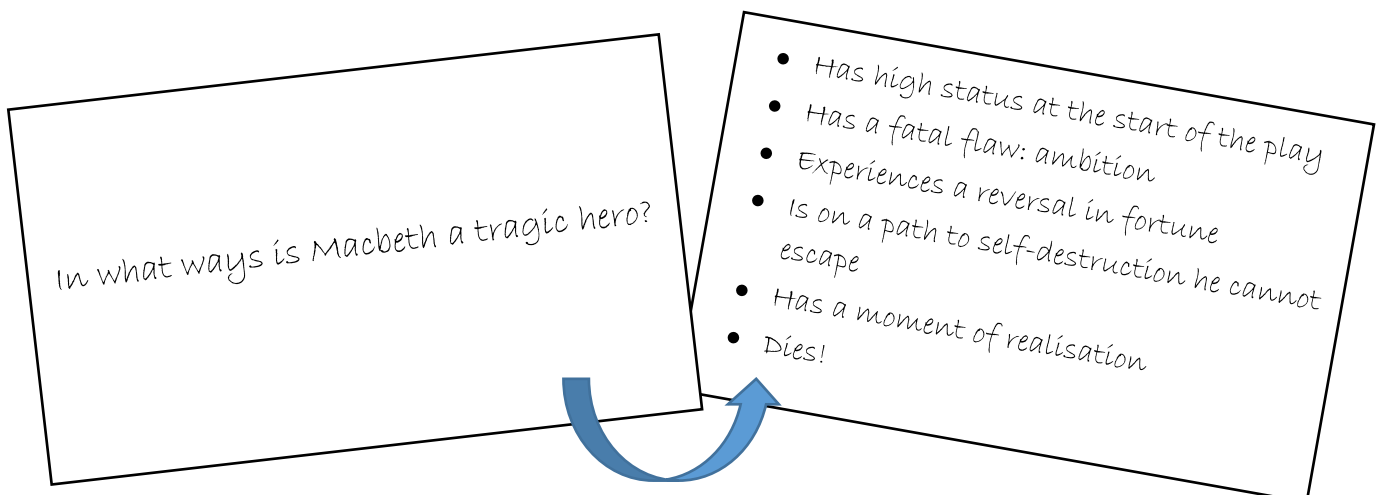 In what ways is Macbeth a tragic hero?
• Has high status at the start of the play
• Has a fatal flaw: ambition
• Experiences a reversal in fortune
• Is on a path to self-destruction he cannot
escape
• Has a moment of realisation
• Dies!